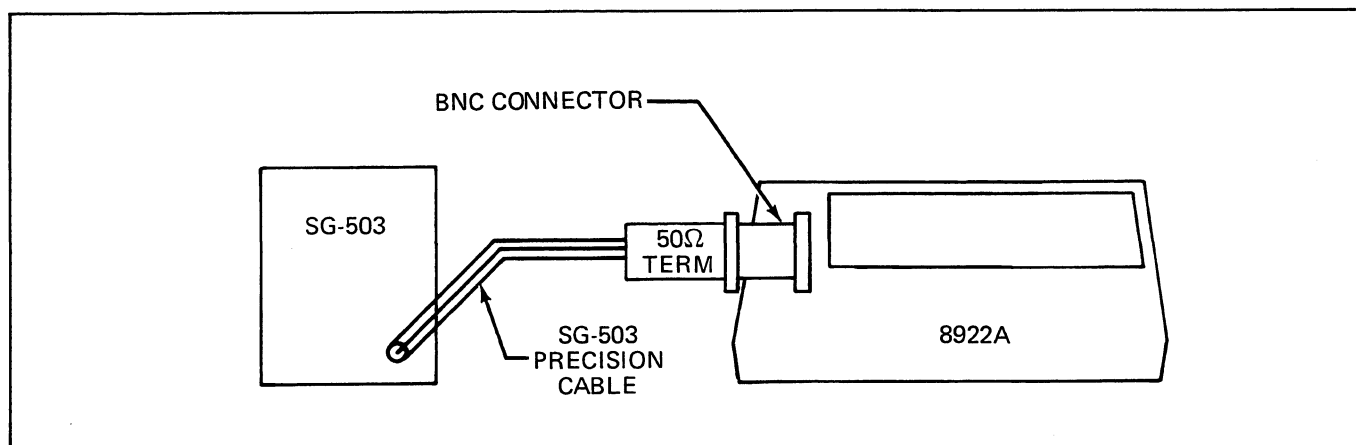 BNC CONNECTOR
SG-503
50Ω
TERM
SG-503
PRECISION
CABLE
8922A